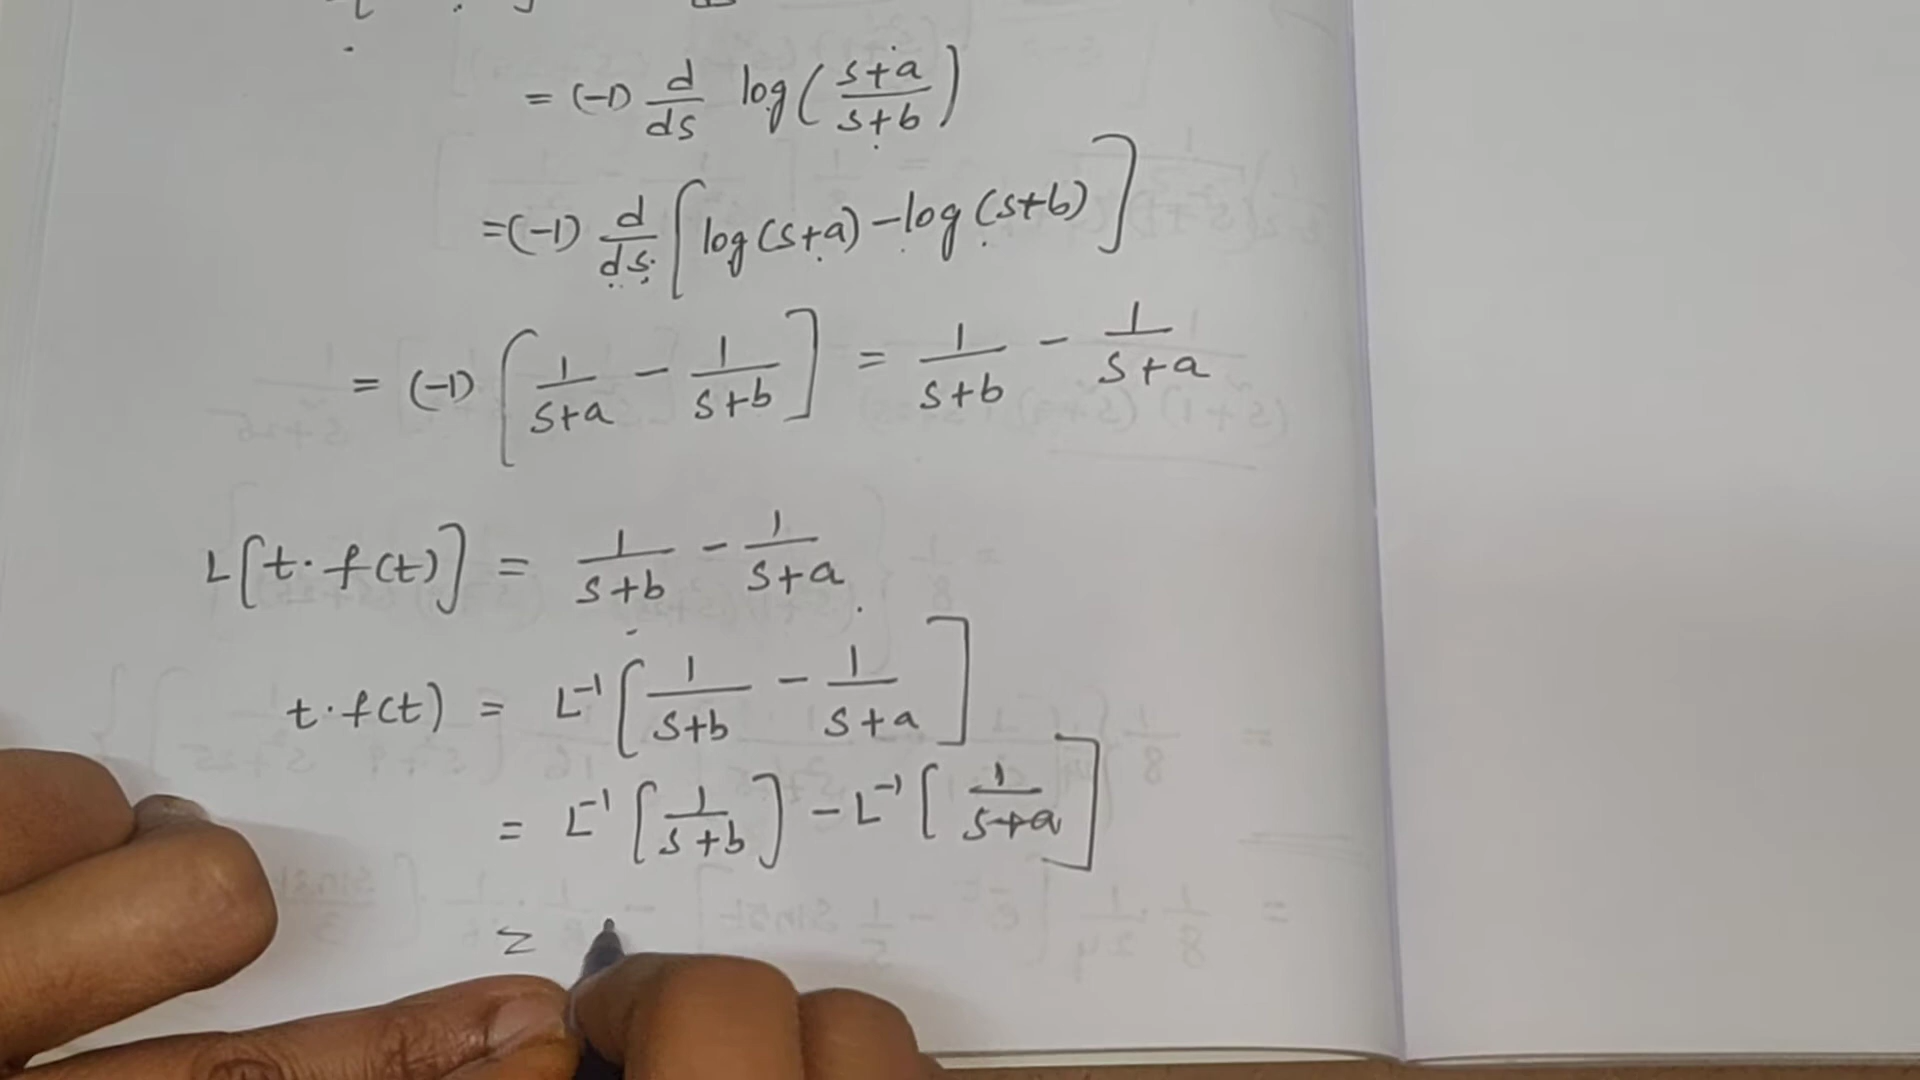 = (-1) d/ds log((s+a)/(s+b))
=(-1) d/ds [log(s+a) - log(s+b)]
= (-1) [1/(s+a) - 1/(s+b)] = 1/(s+b) - 1/(s+a)
L[t·f(t)] = 1/(s+b) - 1/(s+a)
t·f(t) = L⁻¹[1/(s+b) - 1/(s+a)]
= L⁻¹[1/(s+b)] - L⁻¹[1/(s+a)]
=